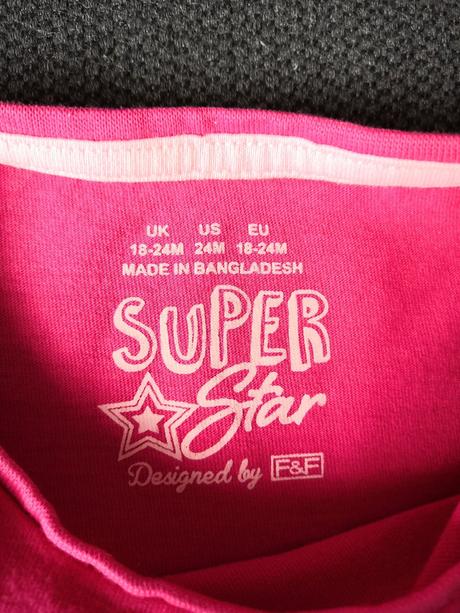 UK US EU
18-24M 24M 18-24M
MADE IN BANGLADESH
SUPER
Star
Designed by F&F